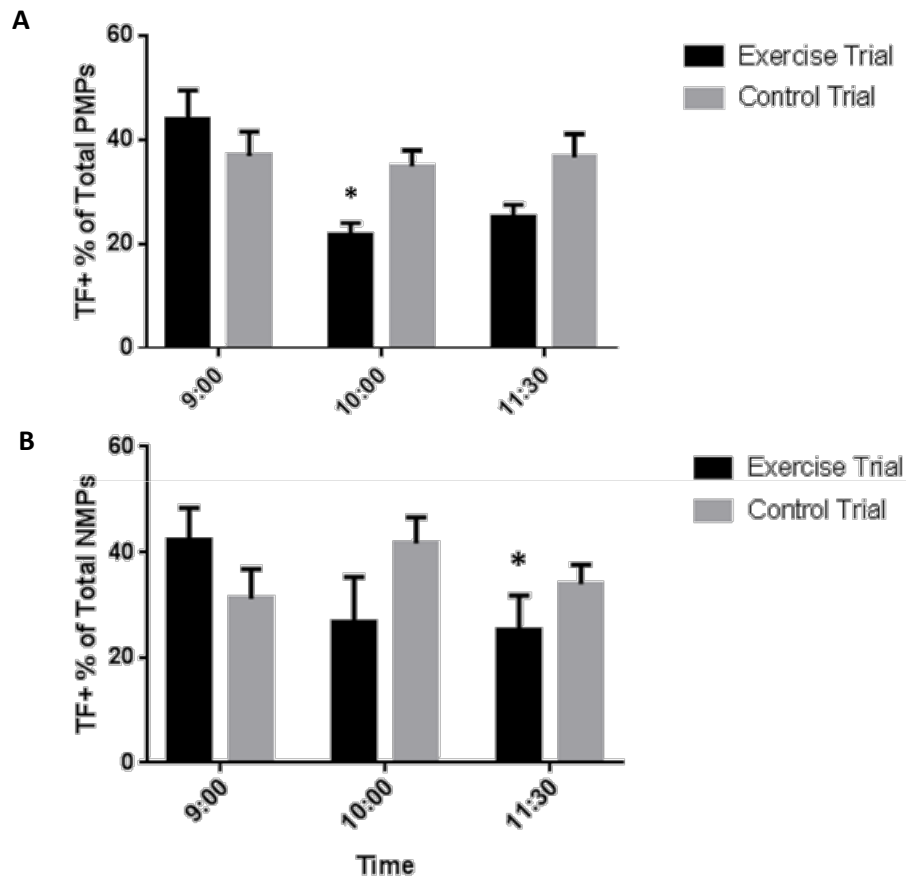 A
60
40
20
0
TF+ % of Total PMPs
*
9:00
10:00
11:30
Exercise Trial
Control Trial
B
60
40
20
0
TF+ % of Total NMPs
*
9:00
10:00
11:30
Time
Exercise Trial
Control Trial